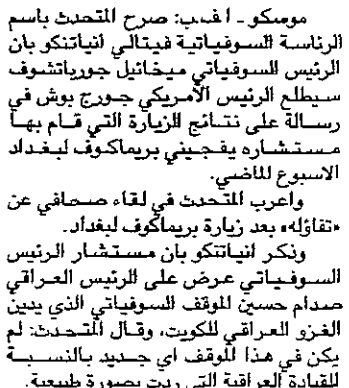 موسكو - ا ف ب: صرح المتحدث باسم
الرئاسة السوفياتية فيتالي اغناتنكو بان
الرئيس السوفياتي ميخائيل جورباتشوف
سيطلع الرئيس الأمريكي جورج بوش في
رسالة على نتائج الزيارة التي قام بها
مستشاره يفجيني بريماكوف لبغداد
الاسبوع الماضي.
واعرب المتحدث في لقاء صحافي عن
«تفاؤله» بعد زيارة بريماكوف لبغداد.
وذكر اغناتنكو بان مستشار الرئيس
السوفياتي عرض على الرئيس العراقي
صدام حسين الموقف السوفياتي الذي يدين
الغزو العراقي للكويت، وقال المتحدث: لم
يكن في هذا الموقف اي جديد بالنسبة
للقيادة العراقية التي ردت بصورة طبيعية.